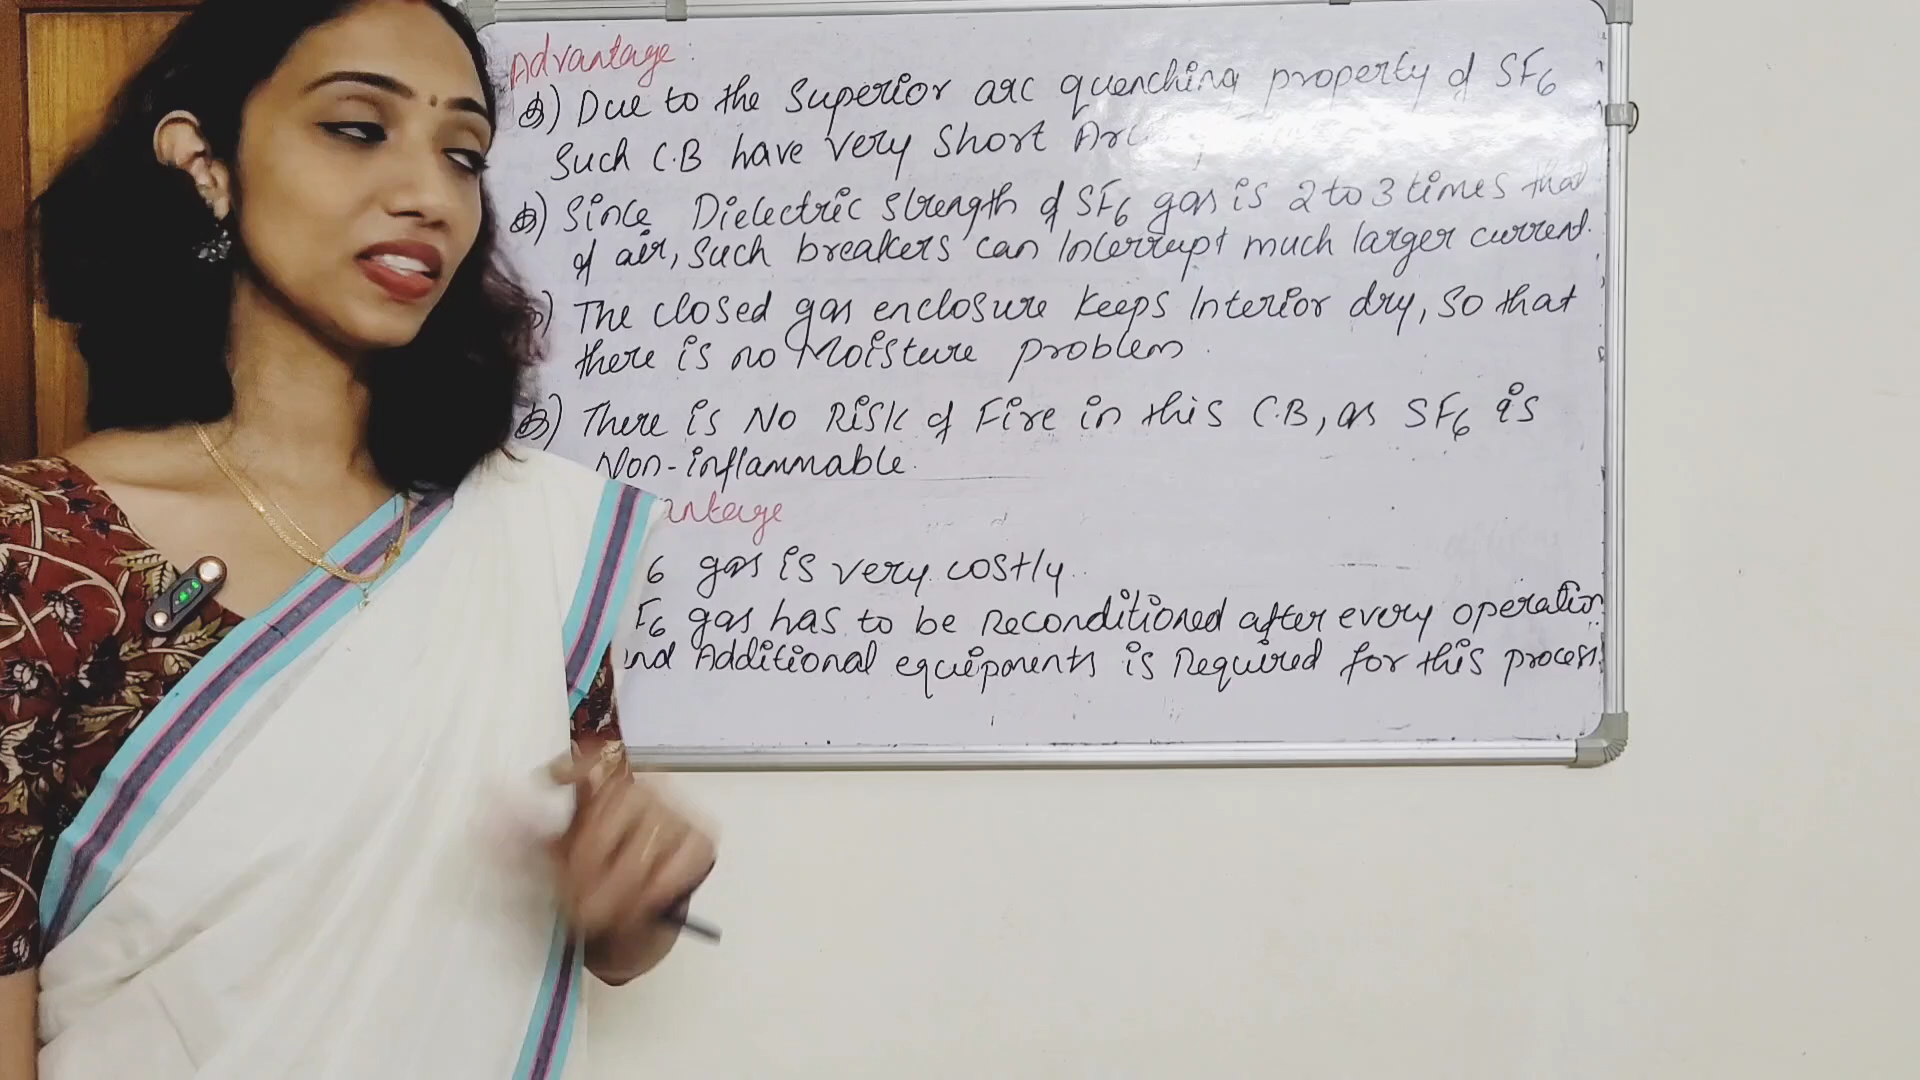 Advantage:
Due to the Superior arc quenching property of SF6
Such C.B have very Short Arc
Since Dielectric Strength of SF6 gas is 2 to 3 times that
of air, Such breakers can Interrupt much larger current.
The closed gas enclosure keeps Interior dry, so that
there is no Moisture problem.
There is No Risk of Fire in this C.B, as SF6 is
Non-inflammable.
antage
6 gas is very costly.
F6 gas has to be Reconditioned after every operation
and Additional equipments is Required for this process.